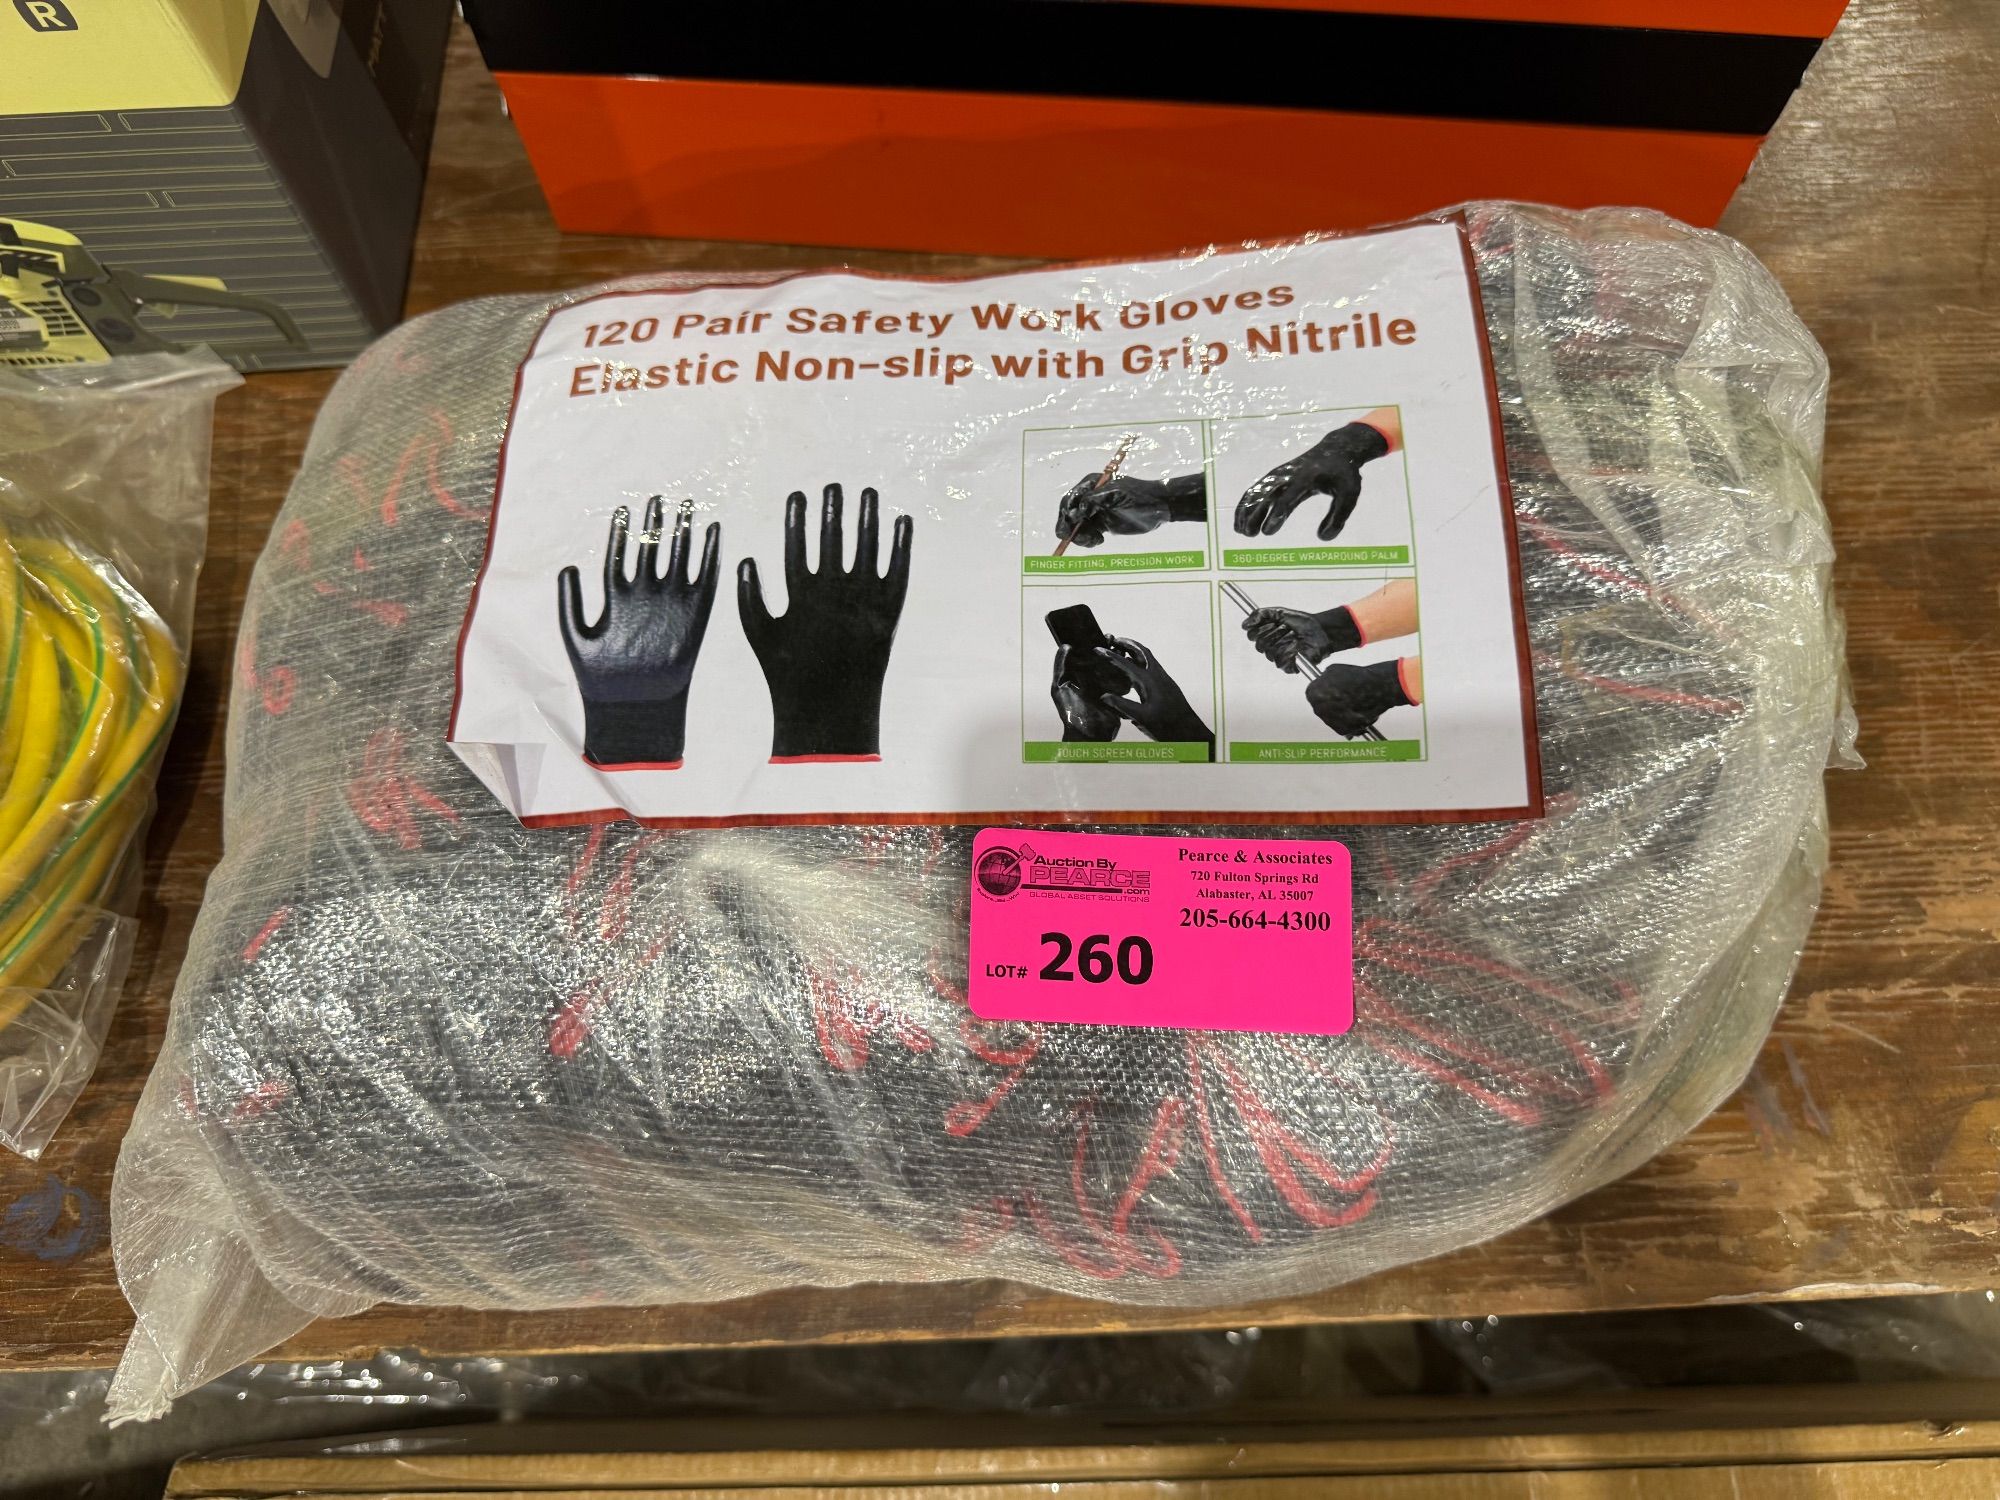 R
120 Pair Safety Work Gloves
Elastic Non-slip with Grip Nitrile
FINGER FITTING, PRECISION WORK
360-DEGREE WRAPAROUND PALM
TOUCH SCREEN GLOVES
ANTI-SLIP PERFORMANCE
Auction By
PEARCE
.com
GLOBAL ASSET SOLUTIONS
LOT# 260
Pearce & Associates
720 Fulton Springs Rd
Alabaster, AL 35007
205-664-4300